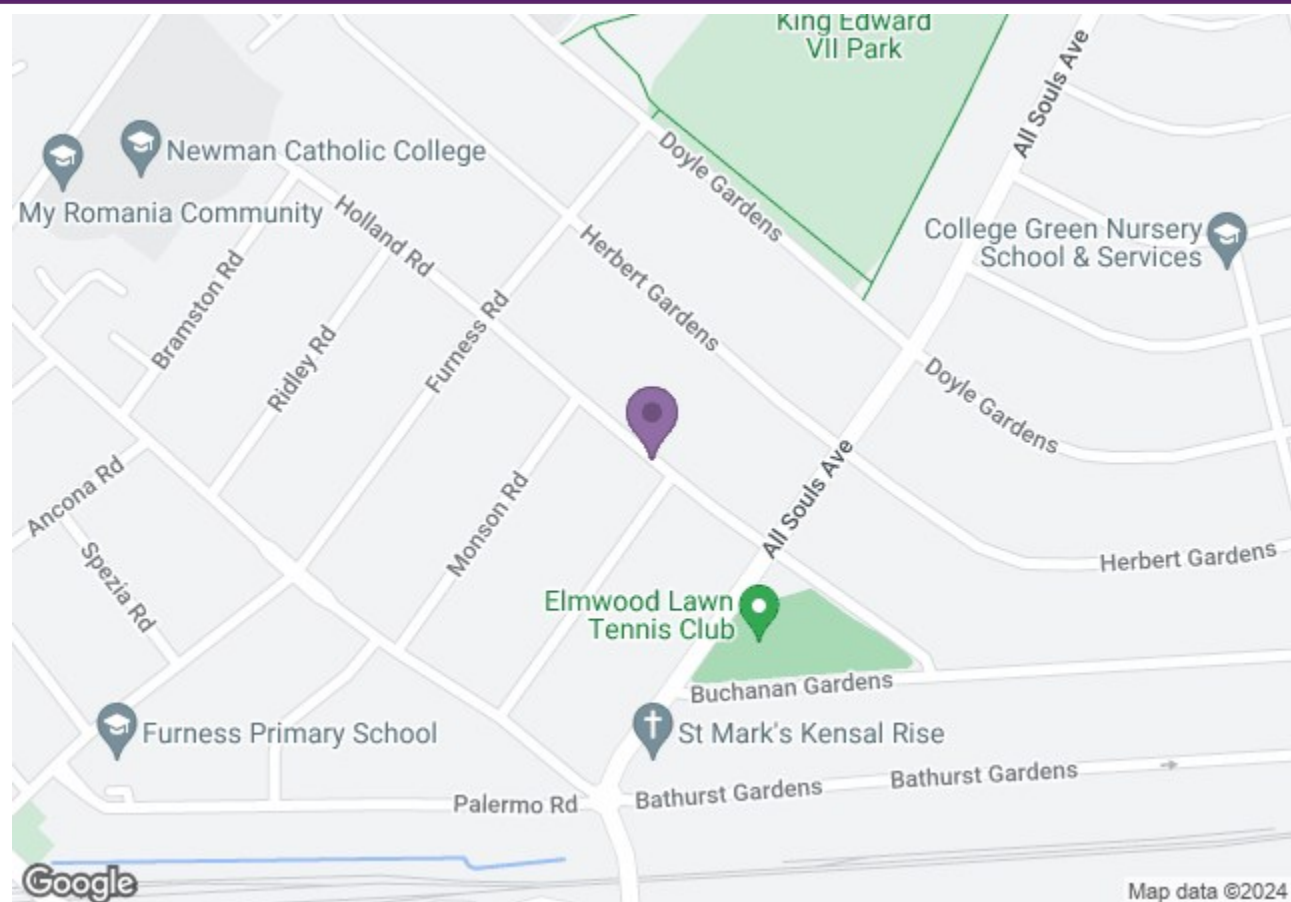 King Edward
VII Park
All Souls Ave
Newman Catholic College
Doyle Gardens
My Romania Community
Holland Rd
College Green Nursery
School & Services
Herbert Gardens
Bramston Rd
Ridley Rd
Furness Rd
Doyle Gardens
Ancona Rd
Monson Rd
All Souls Ave
Spezia Rd
Herbert Gardens
Elmwood Lawn
Tennis Club
Buchanan Gardens
Furness Primary School
St Mark's Kensal Rise
Palermo Rd
Bathurst Gardens
Bathurst Gardens
Google
Map data ©2024